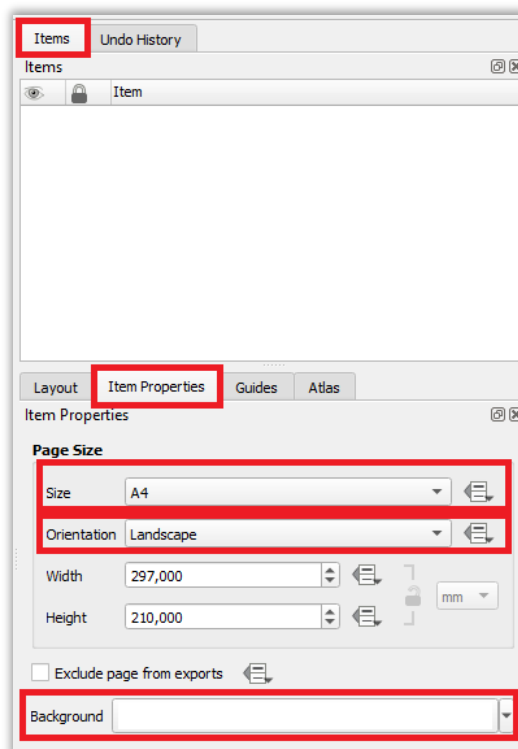 Items Undo History
Items
Item
Layout Item Properties Guides Atlas
Item Properties
Page Size
Size A4
Orientation Landscape
Width 297,000
mm
Height 210,000
Exclude page from exports
Background